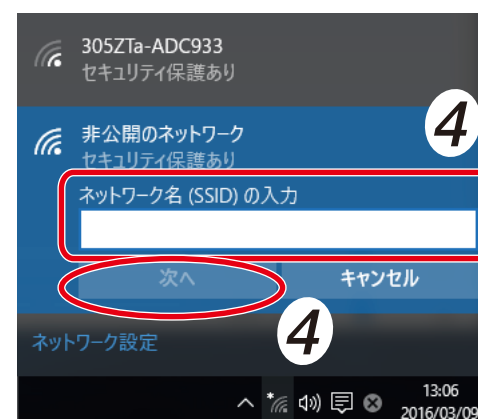 305ZTa-ADC933
セキュリティ保護あり
4
非公開のネットワーク
セキュリティ保護あり
ネットワーク名 (SSID) の入力
次へ キャンセル
4
ネットワーク設定
13:06
2016/03/09